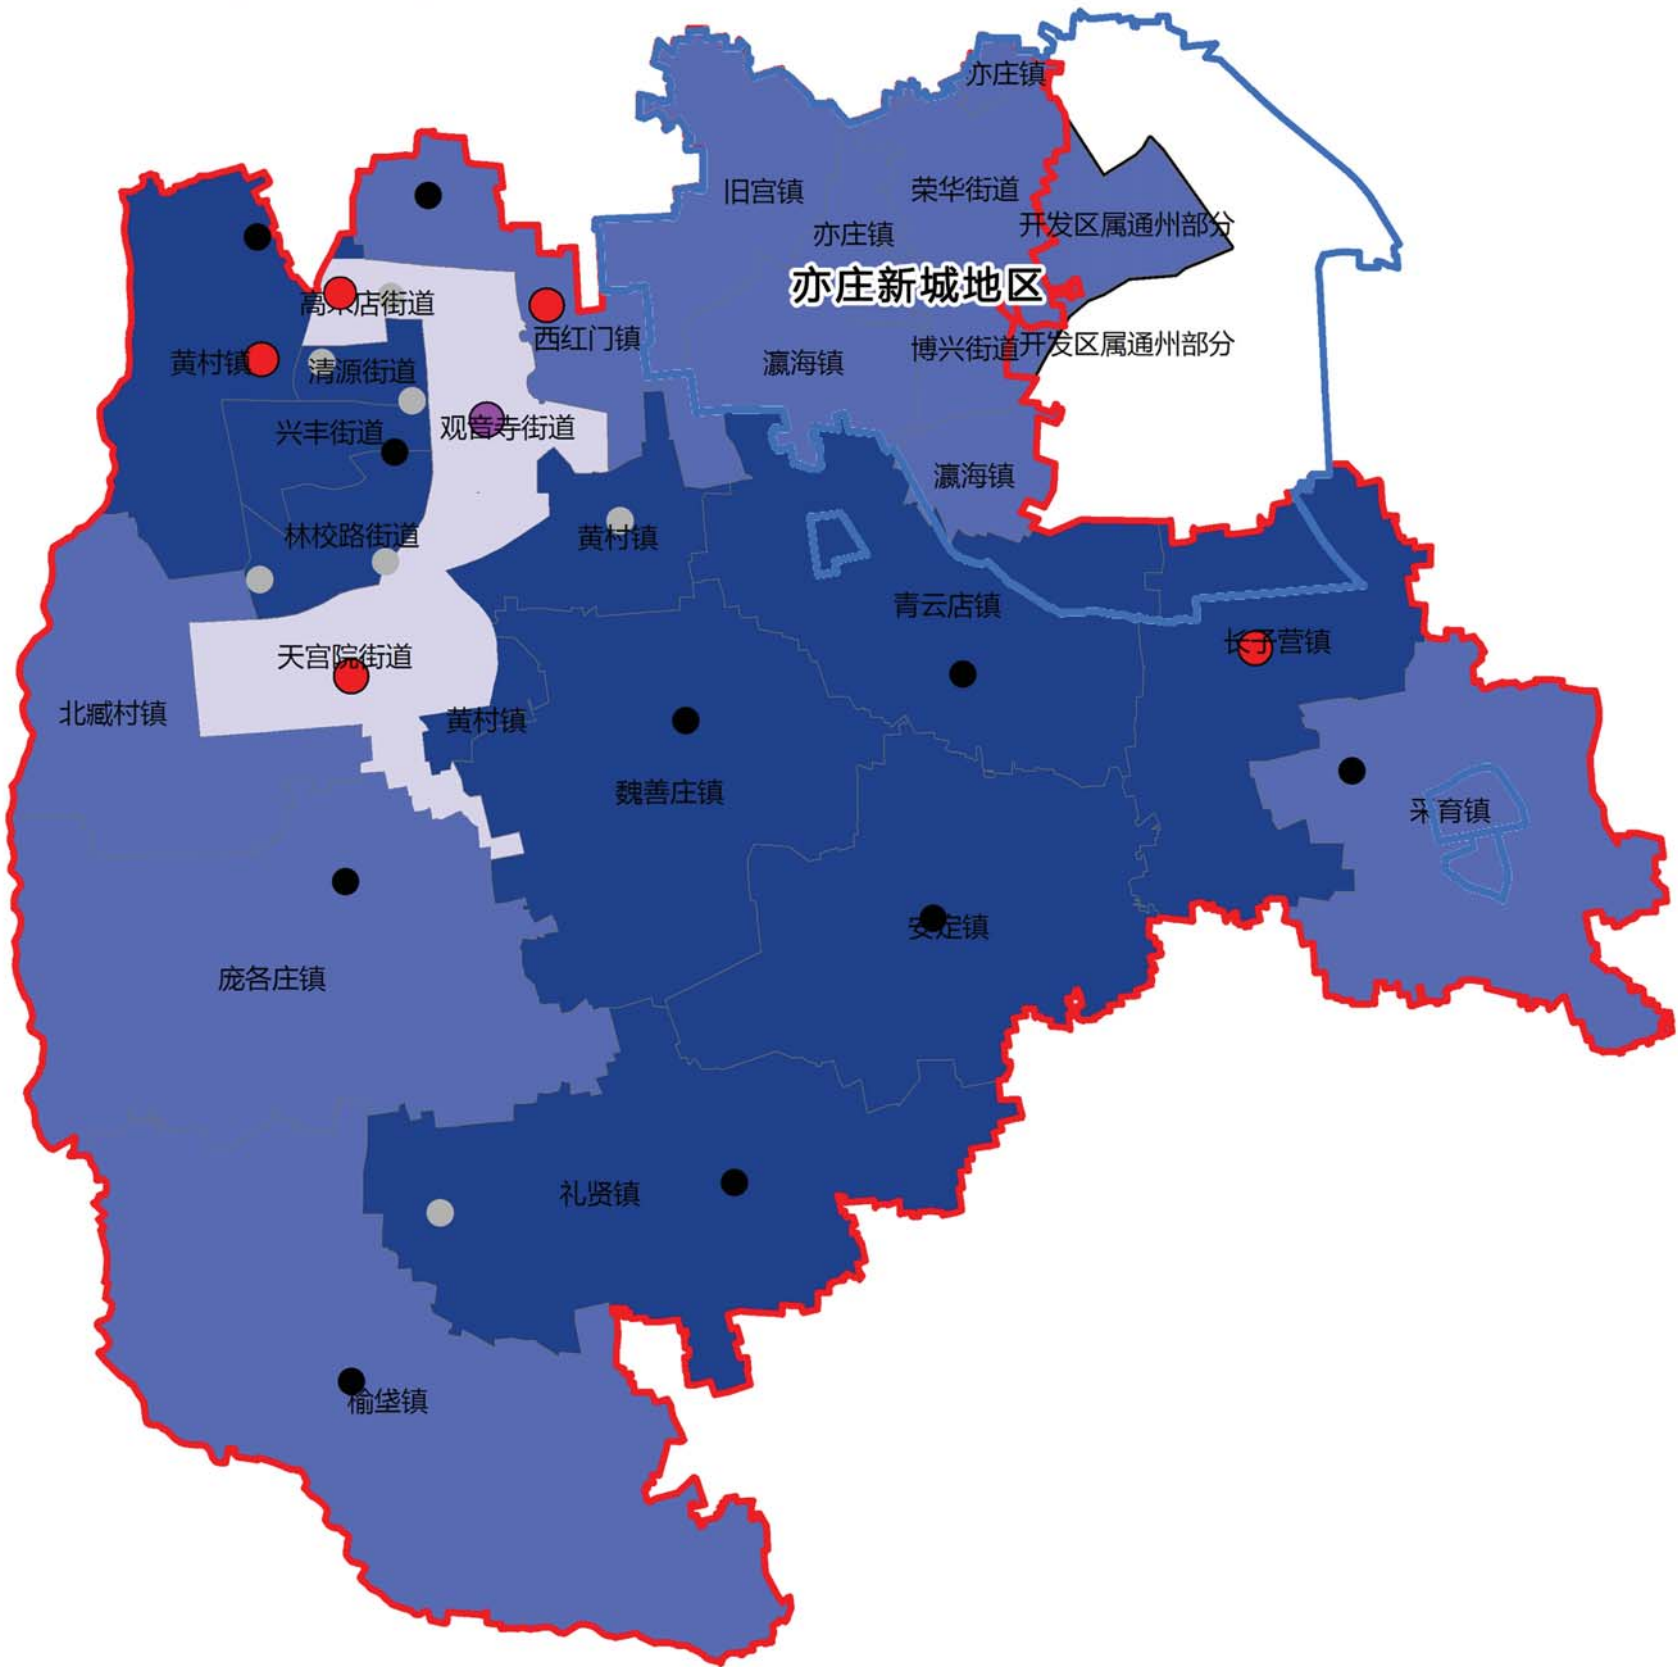 亦庄镇
旧宫镇
荣华街道
开发区属通州部分
亦庄镇
亦庄新城地区
高米店街道
西红门镇
博兴街道
开发区属通州部分
黄村镇
清源街道
瀛海镇
兴丰街道
观音寺街道
瀛海镇
林校路街道
黄村镇
青云店镇
长子营镇
天宫院街道
北臧村镇
黄村镇
魏善庄镇
采育镇
安定镇
庞各庄镇
礼贤镇
榆垡镇